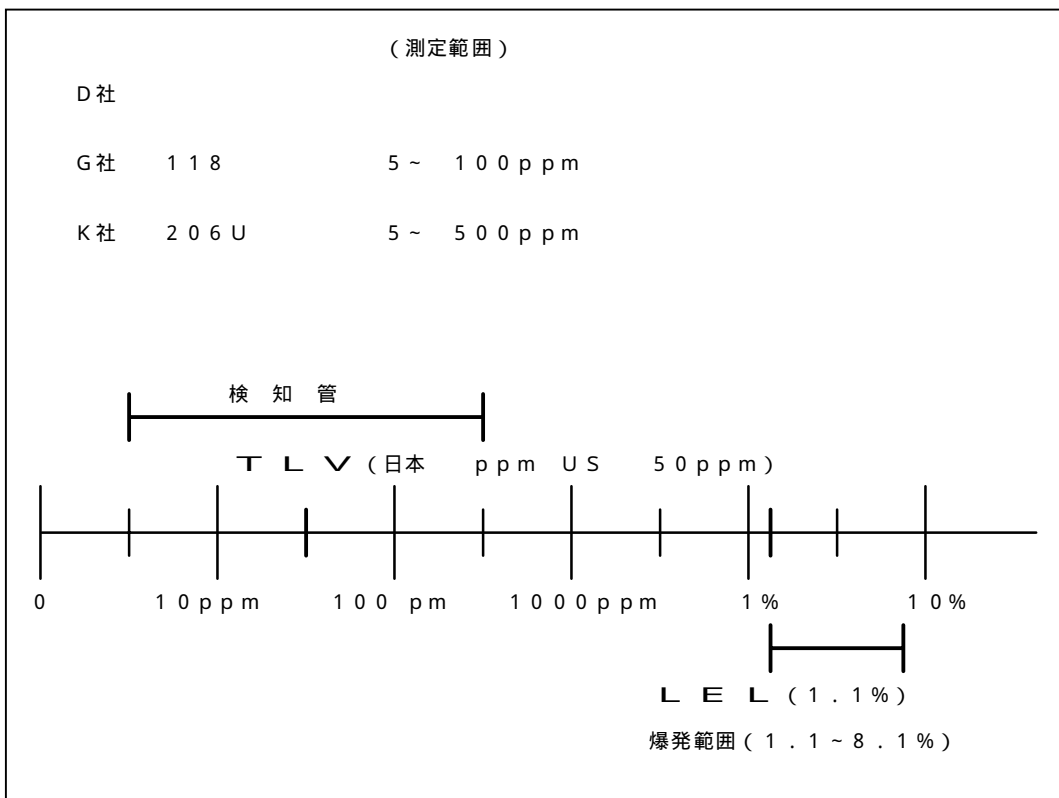 (測定範囲)
D社
G社 118 5~ 100ppm
K社 206U 5~ 500ppm
検 知 管
TLV(日本 ppm US 50ppm)
0 10ppm 100 pm 1000ppm 1% 10%
LEL(1.1%)
爆発範囲(1.1~8.1%)